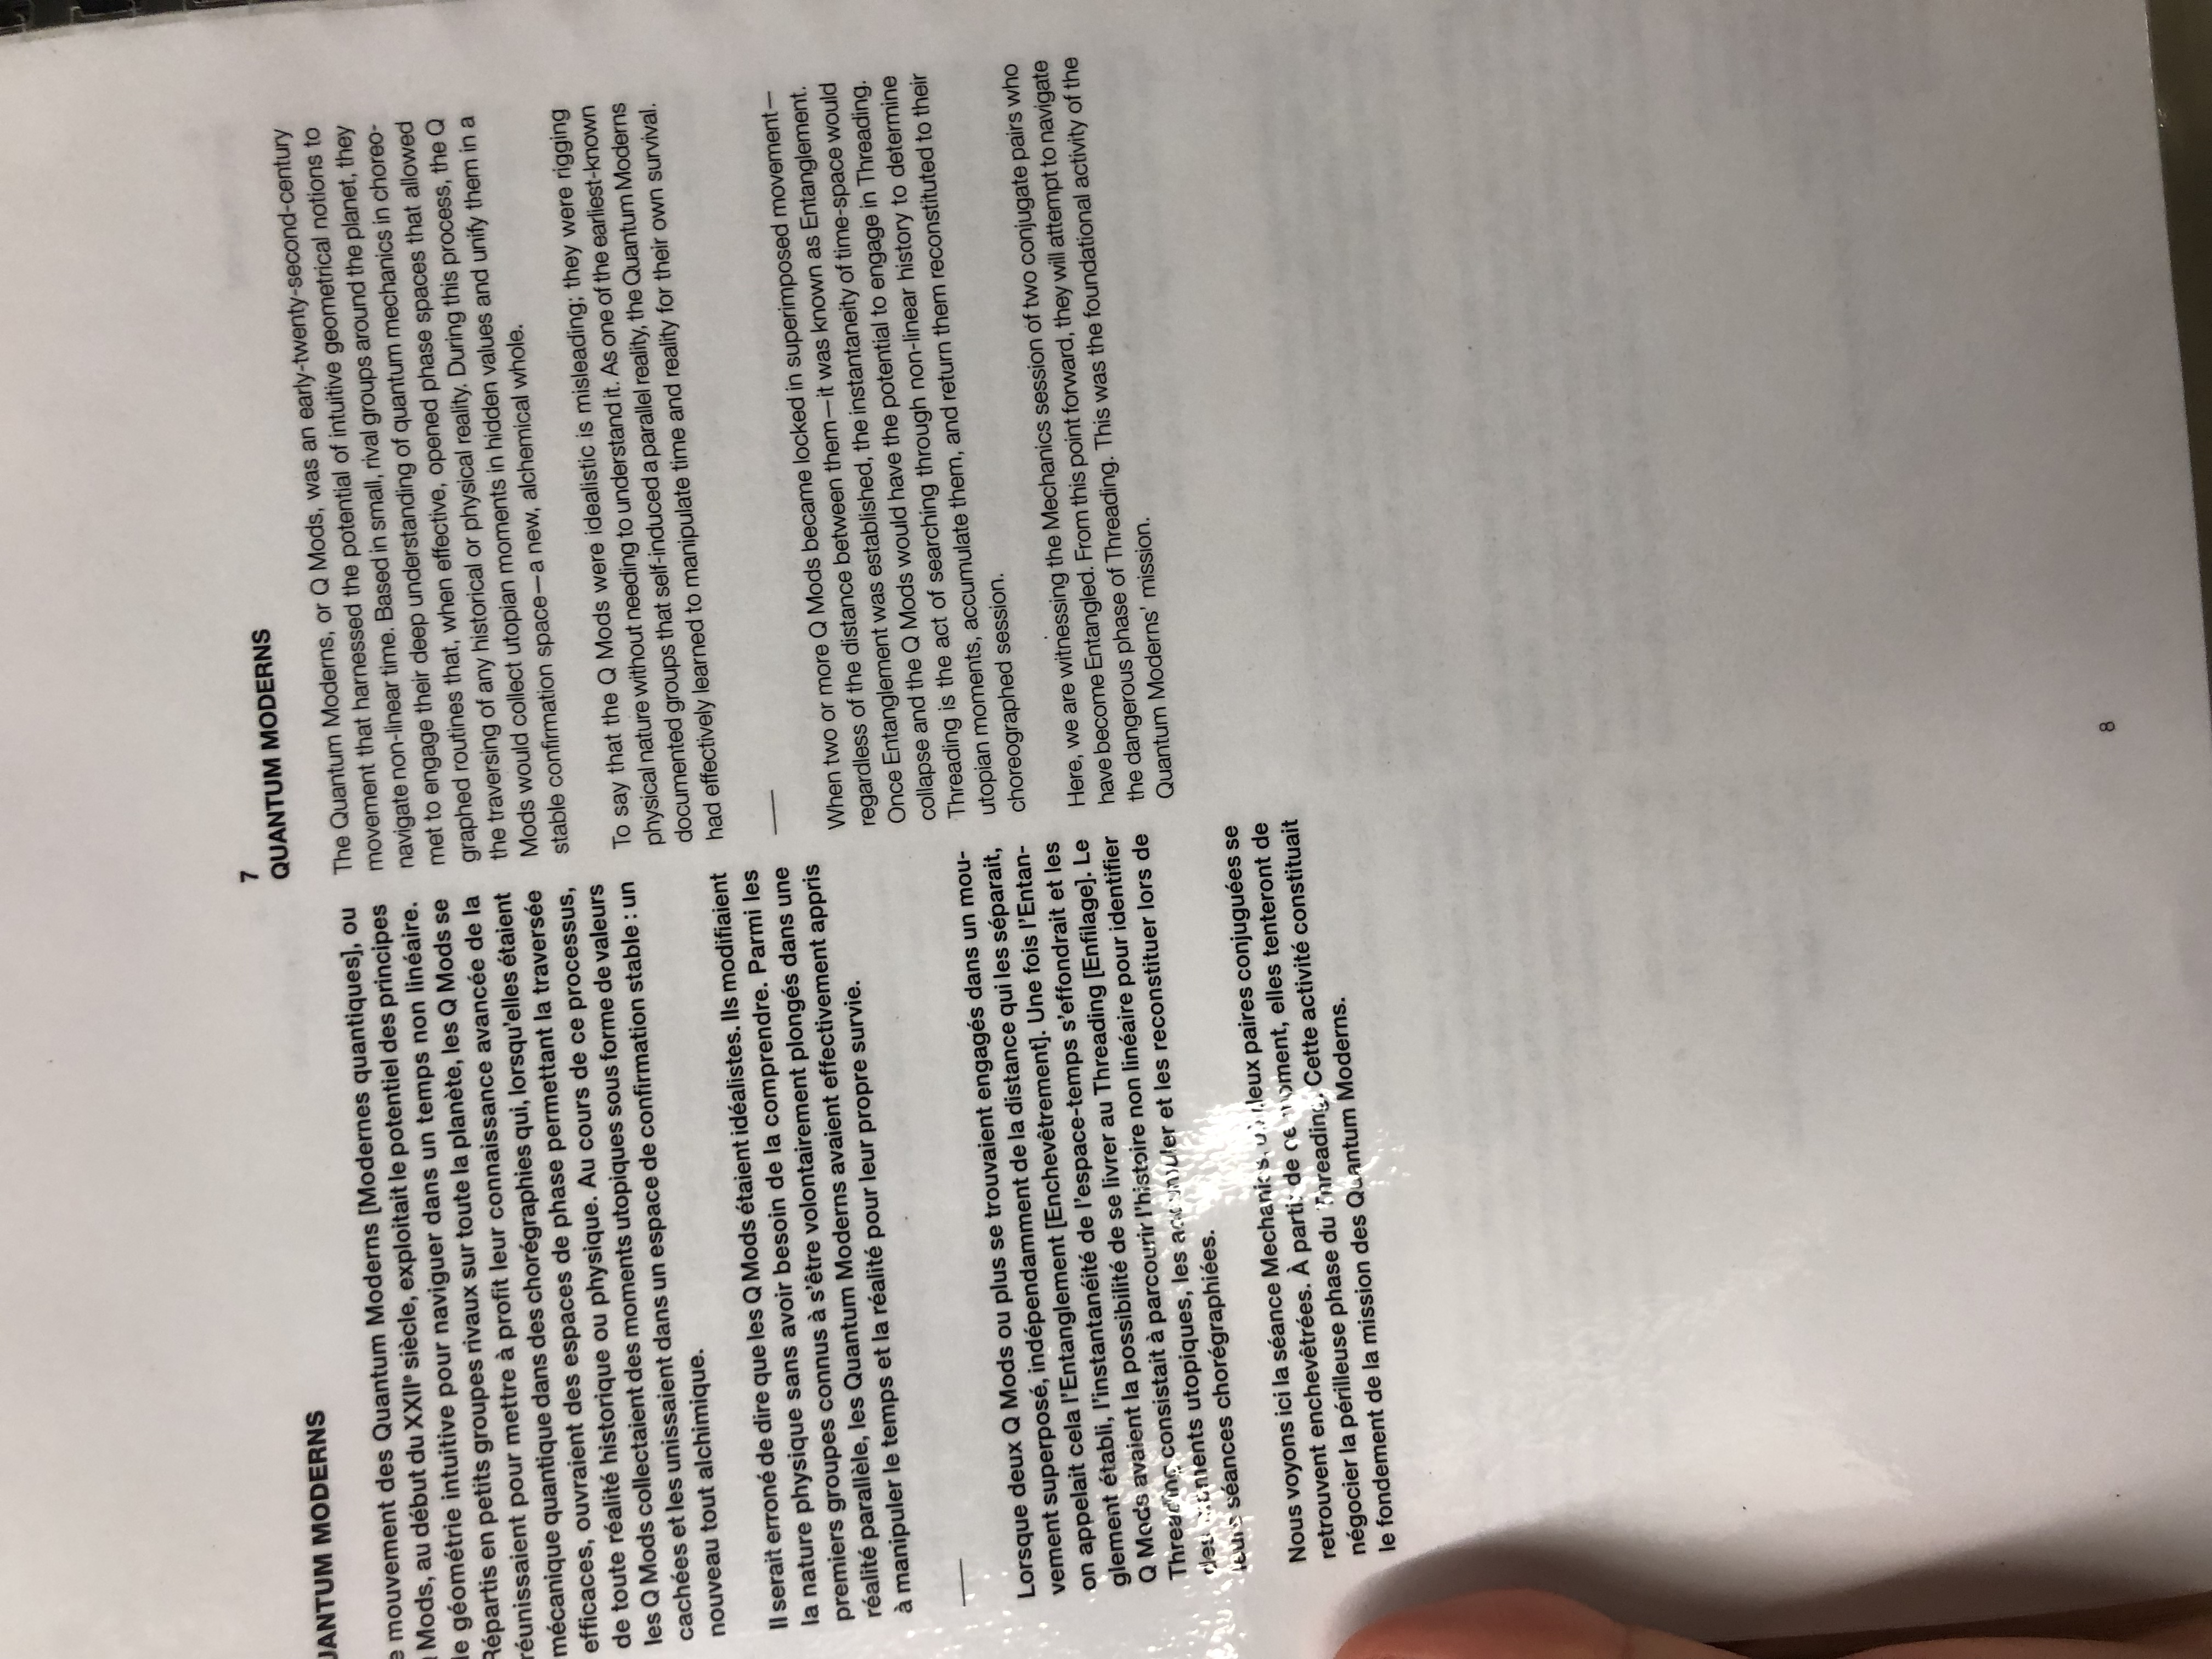 QUANTUM MODERNS
mouvement des Quantum Moderns [Modernes quantiques], ou
Mods, au début du XXIIe siècle, exploitait le potentiel des principes
géométrie intuitive pour naviguer dans un temps non linéaire.
Répartis en petits groupes rivaux sur toute la planète, les Q Mods se
réunissaient pour mettre à profit leur connaissance avancée de la
mécanique quantique dans des chorégraphies qui, lorsqu'elles étaient
efficaces, ouvraient des espaces de phase permettant la traversée
de toute réalité historique ou physique. Au cours de ce processus,
les Q Mods collectaient des moments utopiques sous forme de valeurs
cachées et les unissaient dans un espace de confirmation stable : un
nouveau tout alchimique.
Il serait erroné de dire que les Q Mods étaient idéalistes. Ils modifiaient
la nature physique sans avoir besoin de la comprendre. Parmi les
premiers groupes connus à s'être volontairement plongés dans une
réalité parallèle, les Quantum Moderns avaient effectivement appris
à manipuler le temps et la réalité pour leur propre survie.
Lorsque deux Q Mods ou plus se trouvaient engagés dans un mou-
vement superposé, indépendamment de la distance qui les séparait,
on appelait cela l'Entanglement [Enchevêtrement]. Une fois l'Entan-
glement établi, l'instantanéité de l'espace-temps s'effondrait et les
Q Mods avaient la possibilité de se livrer au Threading [Enfilage]. Le
Threading consistait à parcourir l'histoire non linéaire pour identifier
des moments utopiques, les accumuler et les reconstituer lors de
leurs séances chorégraphiées.
Nous voyons ici la séance Mechanics, où deux paires conjuguées se
retrouvent enchevêtrées. À partir de ce moment, elles tenteront de
négocier la périlleuse phase du Threading. Cette activité constituait
le fondement de la mission des Quantum Moderns.
7
QUANTUM MODERNS
The Quantum Moderns, or Q Mods, was an early-twenty-second-century
movement that harnessed the potential of intuitive geometrical notions to
navigate non-linear time. Based in small, rival groups around the planet, they
met to engage their deep understanding of quantum mechanics in choreo-
graphed routines that, when effective, opened phase spaces that allowed
the traversing of any historical or physical reality. During this process, the Q
Mods would collect utopian moments in hidden values and unify them in a
stable confirmation space—a new, alchemical whole.
To say that the Q Mods were idealistic is misleading; they were rigging
physical nature without needing to understand it. As one of the earliest-known
documented groups that self-induced a parallel reality, the Quantum Moderns
had effectively learned to manipulate time and reality for their own survival.
When two or more Q Mods became locked in superimposed movement—
regardless of the distance between them—it was known as Entanglement.
Once Entanglement was established, the instantaneity of time-space would
collapse and the Q Mods would have the potential to engage in Threading.
Threading is the act of searching through non-linear history to determine
utopian moments, accumulate them, and return them reconstituted to their
choreographed session.
Here, we are witnessing the Mechanics session of two conjugate pairs who
have become Entangled. From this point forward, they will attempt to navigate
the dangerous phase of Threading. This was the foundational activity of the
Quantum Moderns' mission.
8